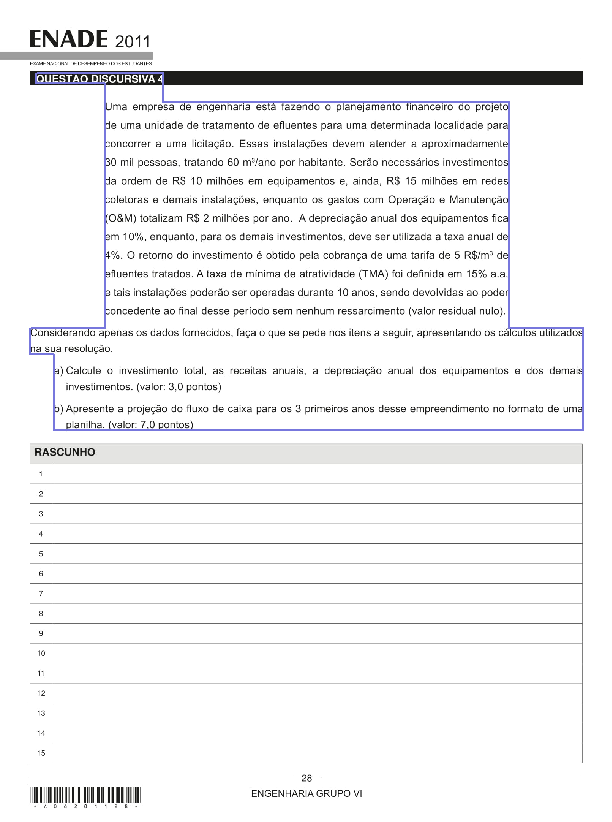 ENADE 2011
EXAME NACIONAL DE DESEMPENHO DOS ESTUDANTES
QUESTÃO DISCURSIVA 4
Uma empresa de engenharia está fazendo o planejamento financeiro do projeto
de uma unidade de tratamento de efluentes para uma determinada localidade para
concorrer a uma licitação. Essas instalações devem atender a aproximadamente
30 mil pessoas, tratando 60 m³/ano por habitante. Serão necessários investimentos
da ordem de R$ 10 milhões em equipamentos e, ainda, R$ 15 milhões em redes
coletoras e demais instalações, enquanto os gastos com Operação e Manutenção
(O&M) totalizam R$ 2 milhões por ano. A depreciação anual dos equipamentos fica
em 10%, enquanto, para os demais investimentos, deve ser utilizada a taxa anual de
4%. O retorno do investimento é obtido pela cobrança de uma tarifa de 5 R$/m³ de
efluentes tratados. A taxa de mínima de atratividade (TMA) foi definida em 15% a.a.
e tais instalações poderão ser operadas durante 10 anos, sendo devolvidas ao poder
concedente ao final desse período sem nenhum ressarcimento (valor residual nulo).
Considerando apenas os dados fornecidos, faça o que se pede nos itens a seguir, apresentando os cálculos utilizados
na sua resolução.
a) Calcule o investimento total, as receitas anuais, a depreciação anual dos equipamentos e dos demais
investimentos. (valor: 3,0 pontos)
b) Apresente a projeção do fluxo de caixa para os 3 primeiros anos desse empreendimento no formato de uma
planilha. (valor: 7,0 pontos)
RASCUNHO
1
2
3
4
5
6
7
8
9
10
11
12
13
14
15
28
ENGENHARIA GRUPO VI